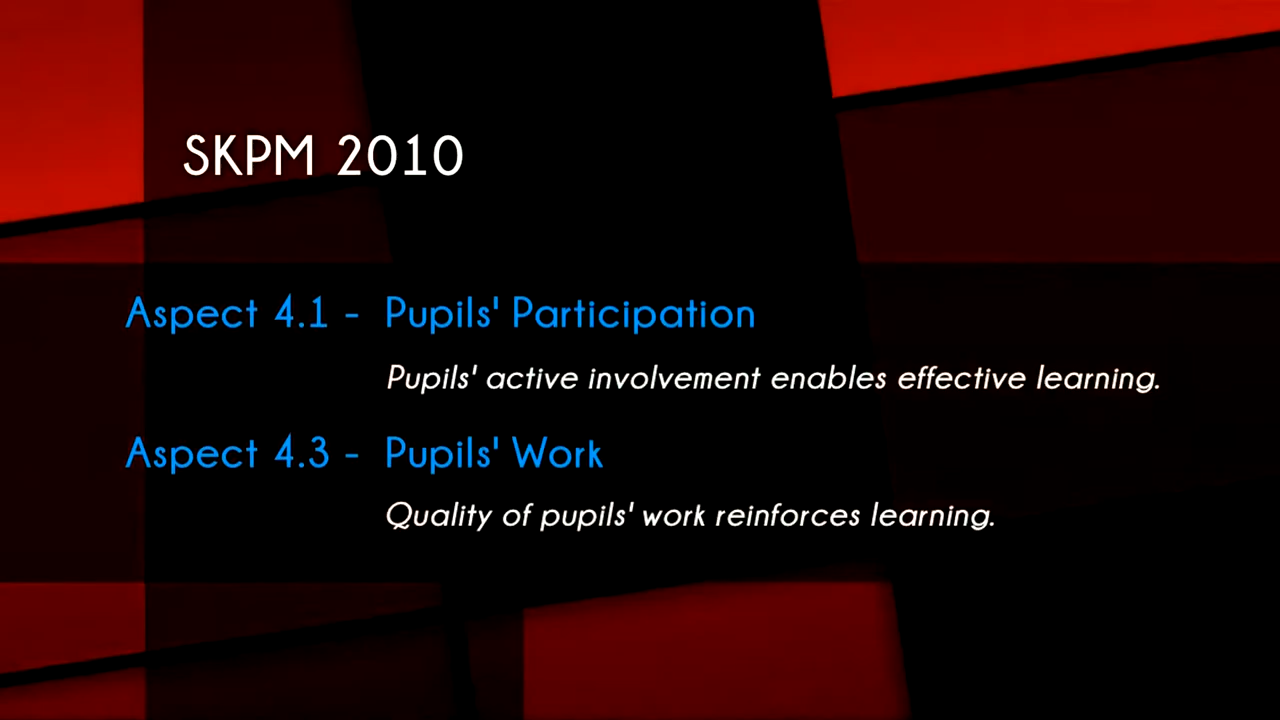 SKPM 2010
Aspect 4.1 - Pupils' Participation
Pupils' active involvement enables effective learning.
Aspect 4.3 - Pupils' Work
Quality of pupils' work reinforces learning.